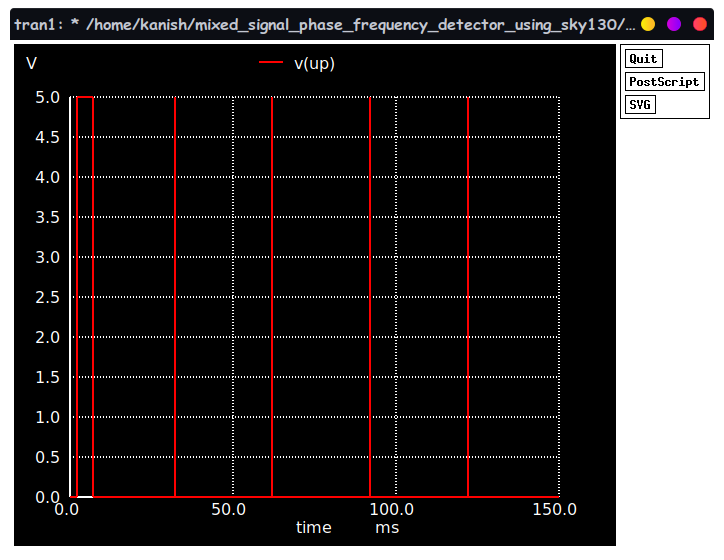 tran1: * /home/kanish/mixed_signal_phase_frequency_detector_using_sky130/...
V
v(up)
Quit
PostScript
SVG
5.0
4.5
4.0
3.5
3.0
2.5
2.0
1.5
1.0
0.5
0.0
0.0 50.0 100.0 150.0
time ms